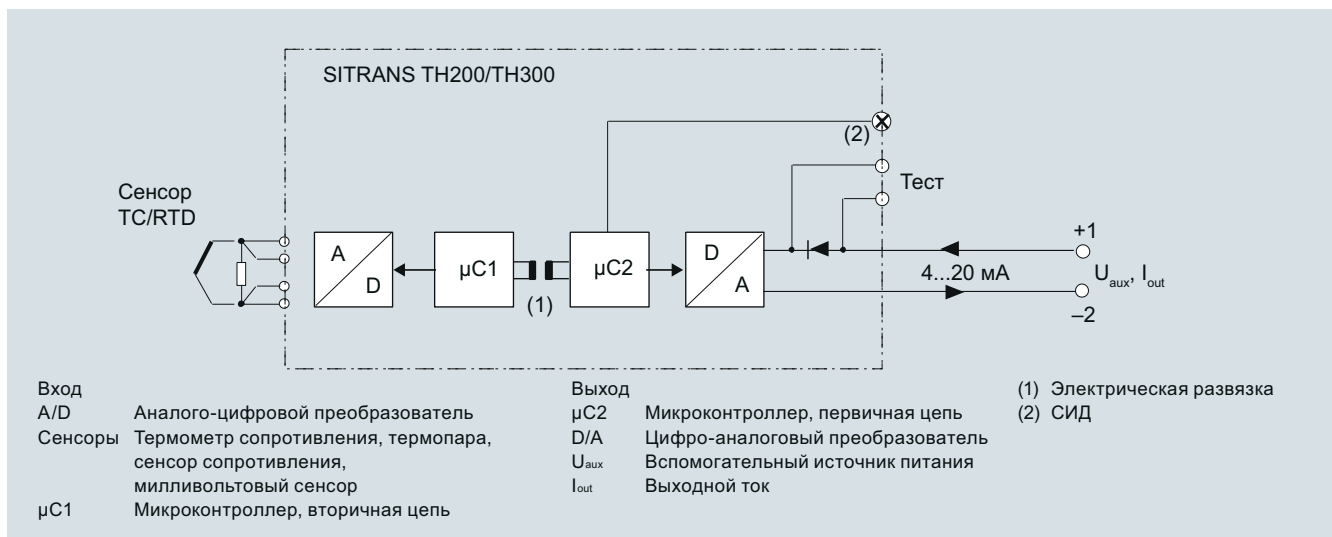 SITRANS TH200/TH300
(2)
Тест
Сенсор
TC/RTD
A
D
µC1
(1)
µC2
D
A
4...20 мА
+1
Uaux, Iout
–2
Вход
A/D Аналого-цифровой преобразователь
Сенсоры Термометр сопротивления, термопара,
сенсор сопротивления,
милливольтовый сенсор
µC1 Микроконтроллер, вторичная цепь
Выход
µC2 Микроконтроллер, первичная цепь
D/A Цифро-аналоговый преобразователь
Uaux Вспомогательный источник питания
Iout Выходной ток
(1) Электрическая развязка
(2) СИД